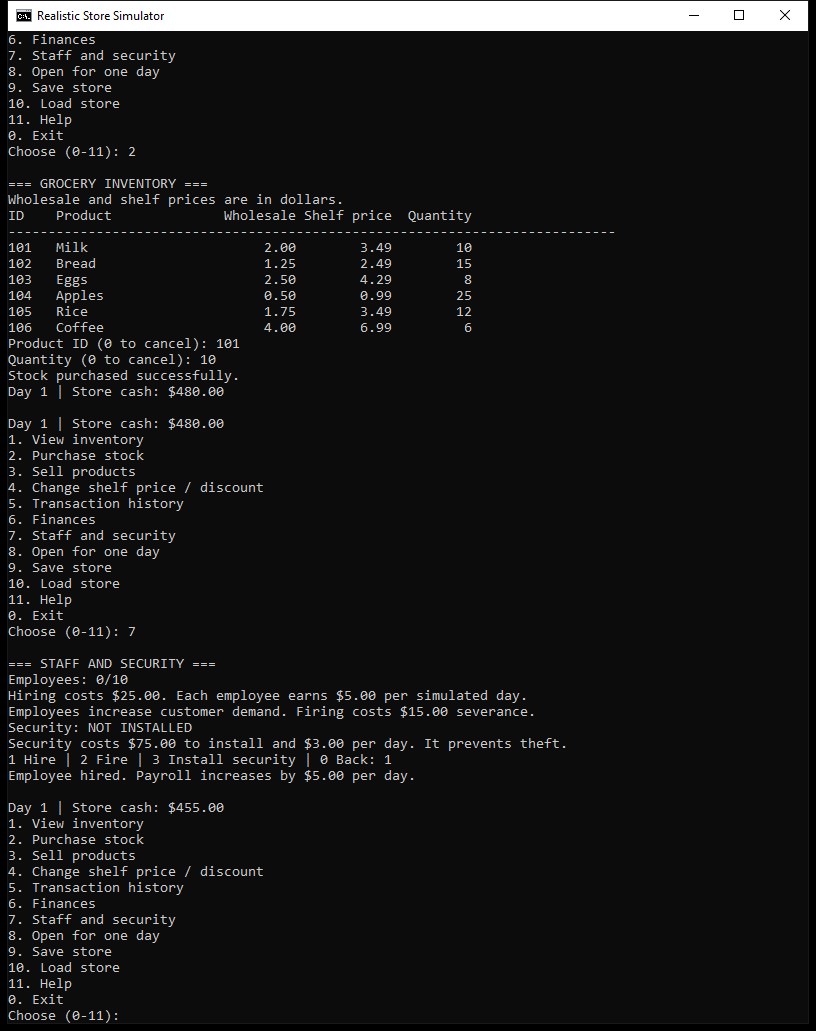 Realistic Store Simulator
6. Finances
7. Staff and security
8. Open for one day
9. Save store
10. Load store
11. Help
0. Exit
Choose (0-11): 2

=== GROCERY INVENTORY ===
Wholesale and shelf prices are in dollars.
ID    Product              Wholesale Shelf price  Quantity
----------------------------------------------------------------------------
101   Milk                      2.00        3.49        10
102   Bread                     1.25        2.49        15
103   Eggs                      2.50        4.29         8
104   Apples                    0.50        0.99        25
105   Rice                      1.75        3.49        12
106   Coffee                    4.00        6.99         6
Product ID (0 to cancel): 101
Quantity (0 to cancel): 10
Stock purchased successfully.
Day 1 | Store cash: $480.00

Day 1 | Store cash: $480.00
1. View inventory
2. Purchase stock
3. Sell products
4. Change shelf price / discount
5. Transaction history
6. Finances
7. Staff and security
8. Open for one day
9. Save store
10. Load store
11. Help
0. Exit
Choose (0-11): 7

=== STAFF AND SECURITY ===
Employees: 0/10
Hiring costs $25.00. Each employee earns $5.00 per simulated day.
Employees increase customer demand. Firing costs $15.00 severance.
Security: NOT INSTALLED
Security costs $75.00 to install and $3.00 per day. It prevents theft.
1 Hire | 2 Fire | 3 Install security | 0 Back: 1
Employee hired. Payroll increases by $5.00 per day.

Day 1 | Store cash: $455.00
1. View inventory
2. Purchase stock
3. Sell products
4. Change shelf price / discount
5. Transaction history
6. Finances
7. Staff and security
8. Open for one day
9. Save store
10. Load store
11. Help
0. Exit
Choose (0-11):